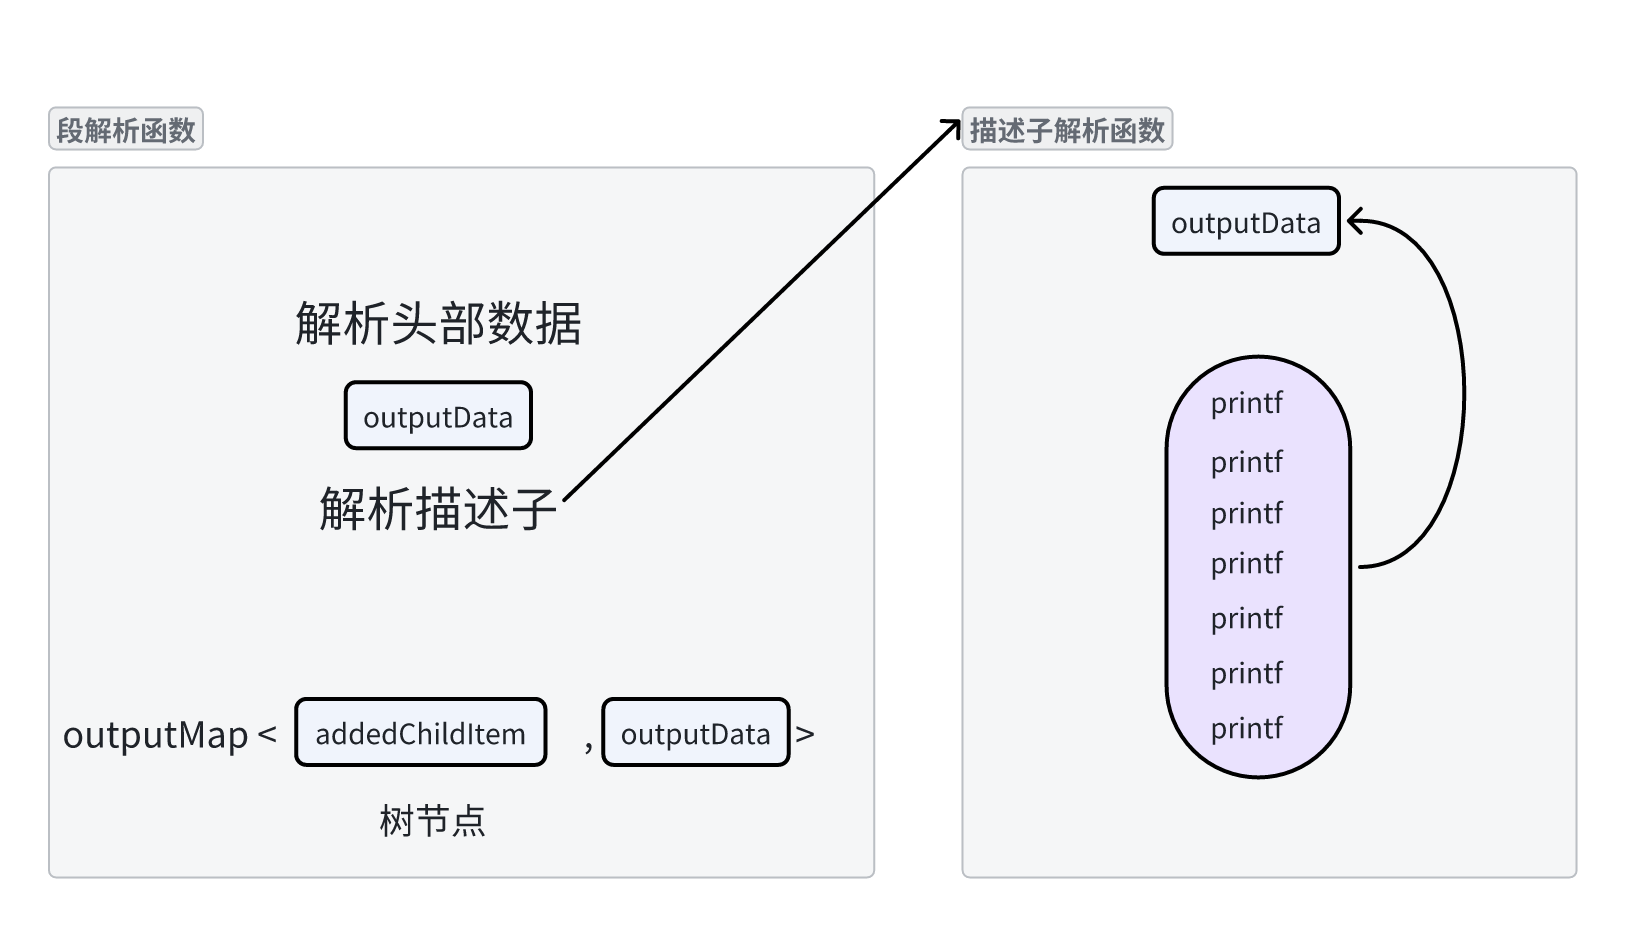 段解析函数
解析头部数据
outputData
解析描述子
outputMap < addedChildItem , outputData >
树节点
描述子解析函数
outputData
printf
printf
printf
printf
printf
printf
printf